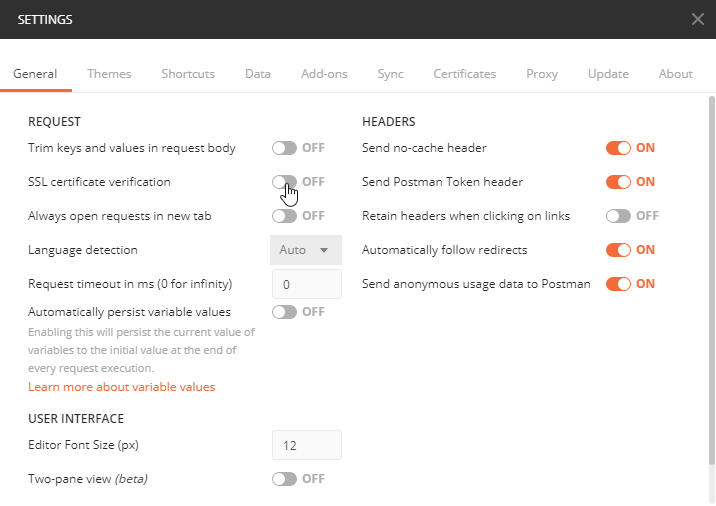 SETTINGS
General Themes Shortcuts Data Add-ons Sync Certificates Proxy Update About
REQUEST
Trim keys and values in request body OFF
SSL certificate verification OFF
Always open requests in new tab OFF
Language detection Auto
Request timeout in ms (0 for infinity) 0
Automatically persist variable values OFF
Enabling this will persist the current value of
variables to the initial value at the end of
every request execution.
Learn more about variable values
USER INTERFACE
Editor Font Size (px) 12
Two-pane view (beta) OFF
HEADERS
Send no-cache header ON
Send Postman Token header ON
Retain headers when clicking on links OFF
Automatically follow redirects ON
Send anonymous usage data to Postman ON